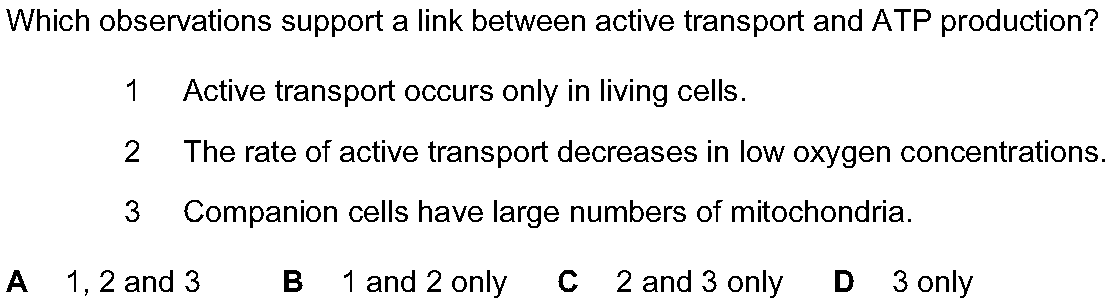 Which observations support a link between active transport and ATP production?
1 Active transport occurs only in living cells.
2 The rate of active transport decreases in low oxygen concentrations.
3 Companion cells have large numbers of mitochondria.
A 1, 2 and 3 B 1 and 2 only C 2 and 3 only D 3 only